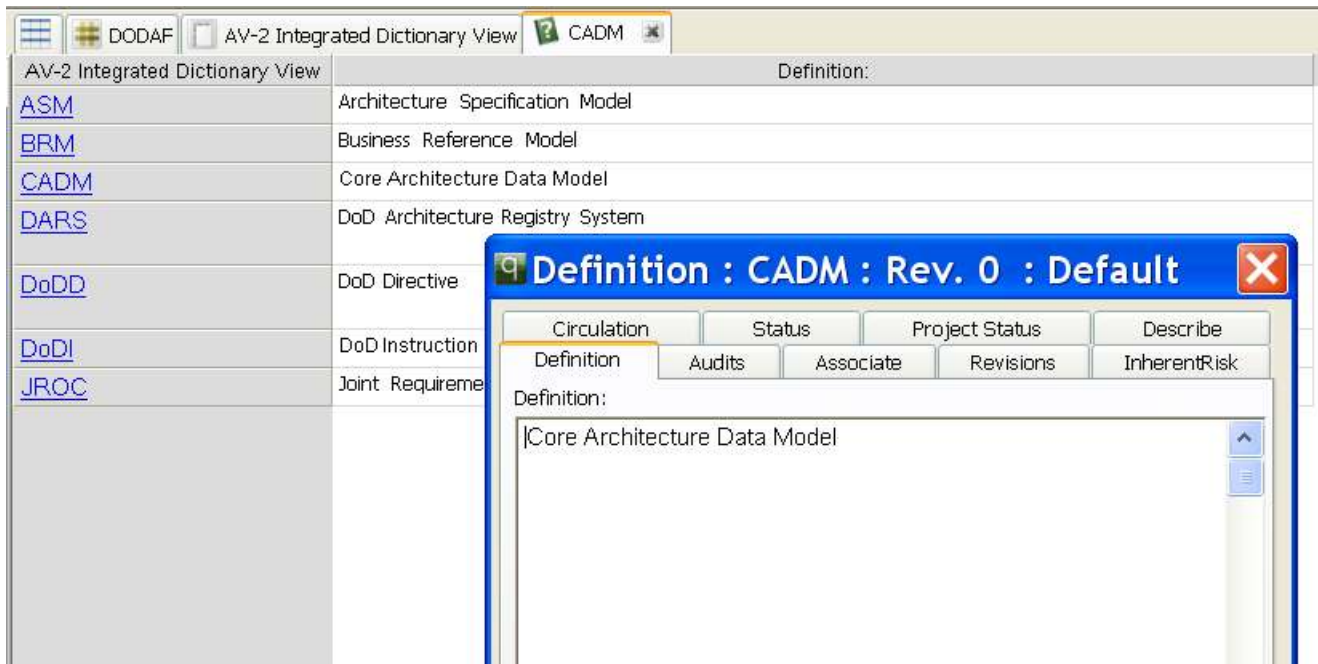 DODAF AV-2 Integrated Dictionary View CADM
AV-2 Integrated Dictionary View Definition:
ASM Architecture Specification Model
BRM Business Reference Model
CADM Core Architecture Data Model
DARS DoD Architecture Registry System
DoDD DoD Directive
DoDI DoD Instruction
JROC Joint Requireme
Definition : CADM : Rev. 0 : Default
Circulation Status Project Status Describe
Definition Audits Associate Revisions InherentRisk
Definition:
Core Architecture Data Model